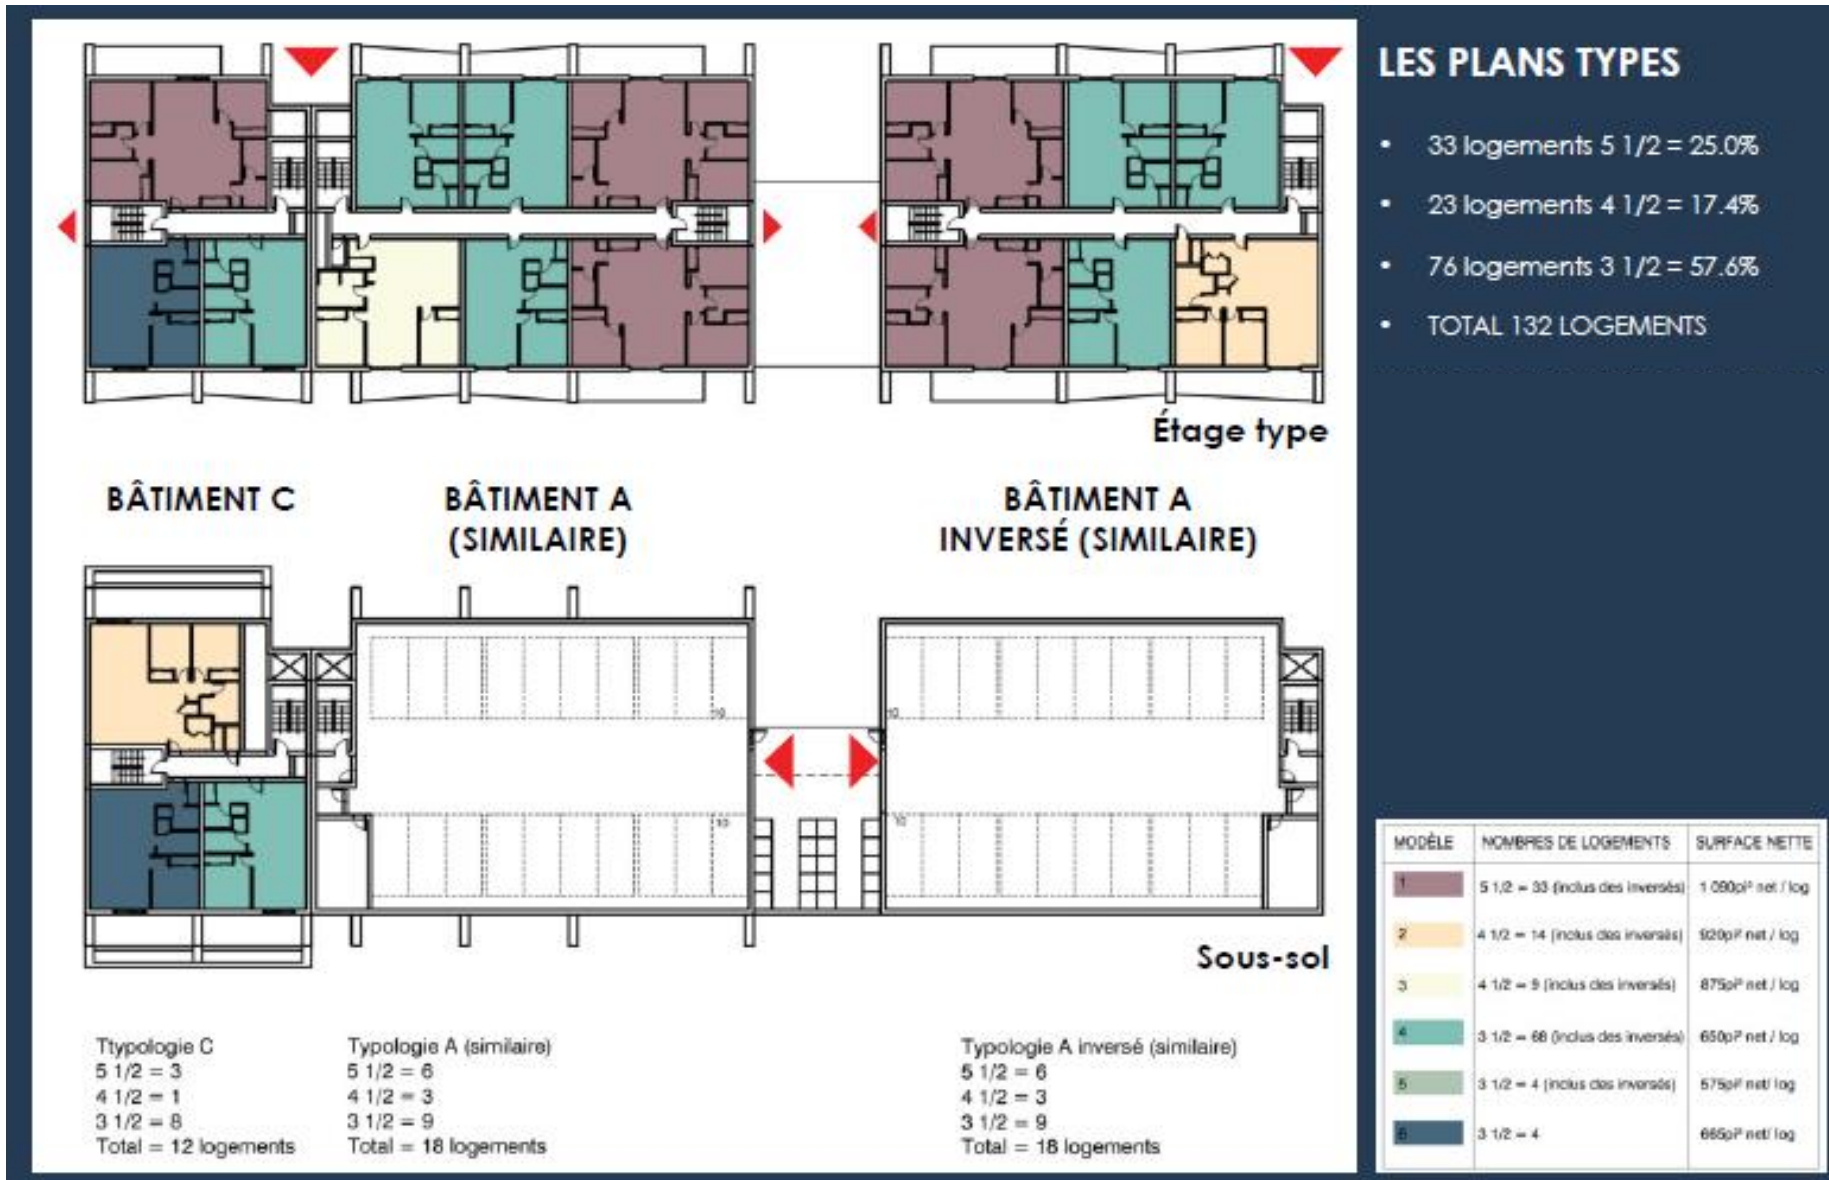 LES PLANS TYPES
• 33 logements 5 1/2 = 25.0%
• 23 logements 4 1/2 = 17.4%
• 76 logements 3 1/2 = 57.6%
• TOTAL 132 LOGEMENTS
Étage type
BÂTIMENT C
BÂTIMENT A
(SIMILAIRE)
BÂTIMENT A
INVERSÉ (SIMILAIRE)
10
10
10
10
Sous-sol
Ttypologie C
5 1/2 = 3
4 1/2 = 1
3 1/2 = 8
Total = 12 logements
Typologie A (similaire)
5 1/2 = 6
4 1/2 = 3
3 1/2 = 9
Total = 18 logements
Typologie A inversé (similaire)
5 1/2 = 6
4 1/2 = 3
3 1/2 = 9
Total = 18 logements
MODÈLE NOMBRES DE LOGEMENTS SURFACE NETTE
1 5 1/2 = 33 (inclus des inversés) 1 090pi² net / log
2 4 1/2 = 14 (inclus des inversés) 920pi² net / log
3 4 1/2 = 9 (inclus des inversés) 875pi² net / log
4 3 1/2 = 68 (inclus des inversés) 650pi² net / log
5 3 1/2 = 4 (inclus des inversés) 575pi² net/ log
6 3 1/2 = 4 665pi² net/ log